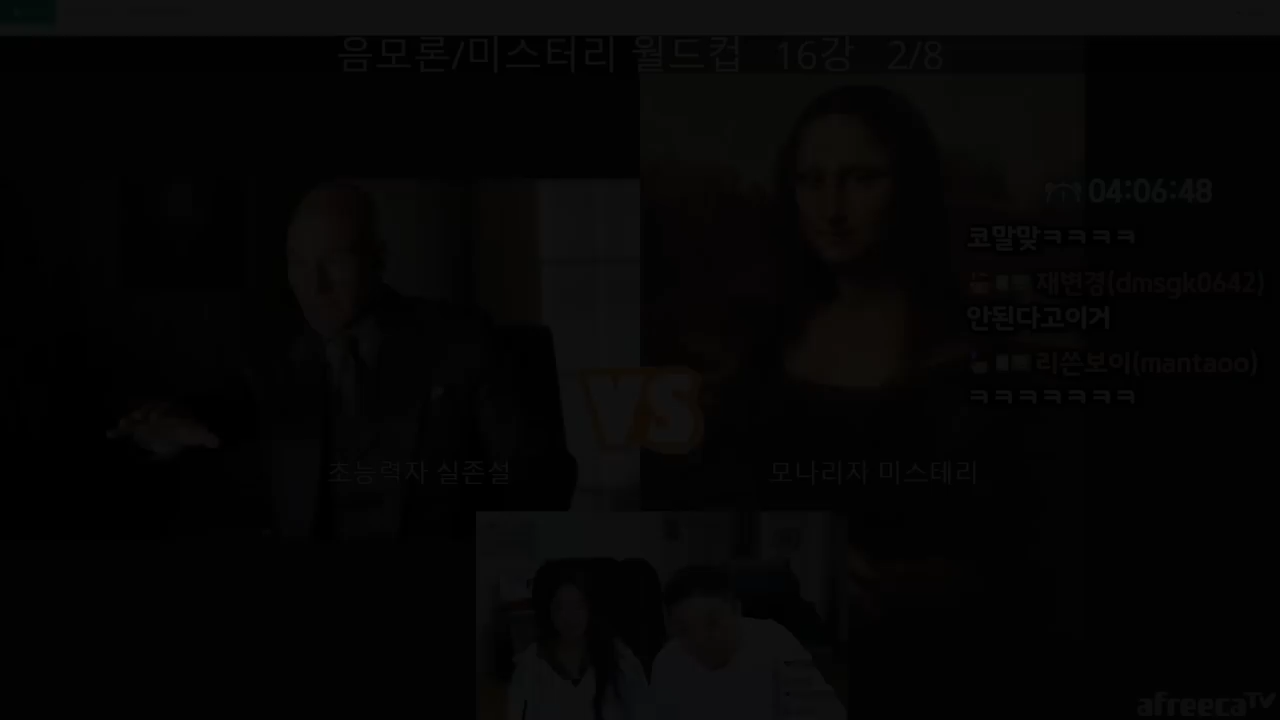 음모론/미스터리 월드컵 16강 2/8
04:06:48
코말맞ㅋㅋㅋㅋ
재변경(dmsgk0642)
안된다고이거
리쓴보이(mantaoo)
ㅋㅋㅋㅋㅋㅋㅋ
VS
초능력자 실존설
모나리자 미스테리
afreecaTV